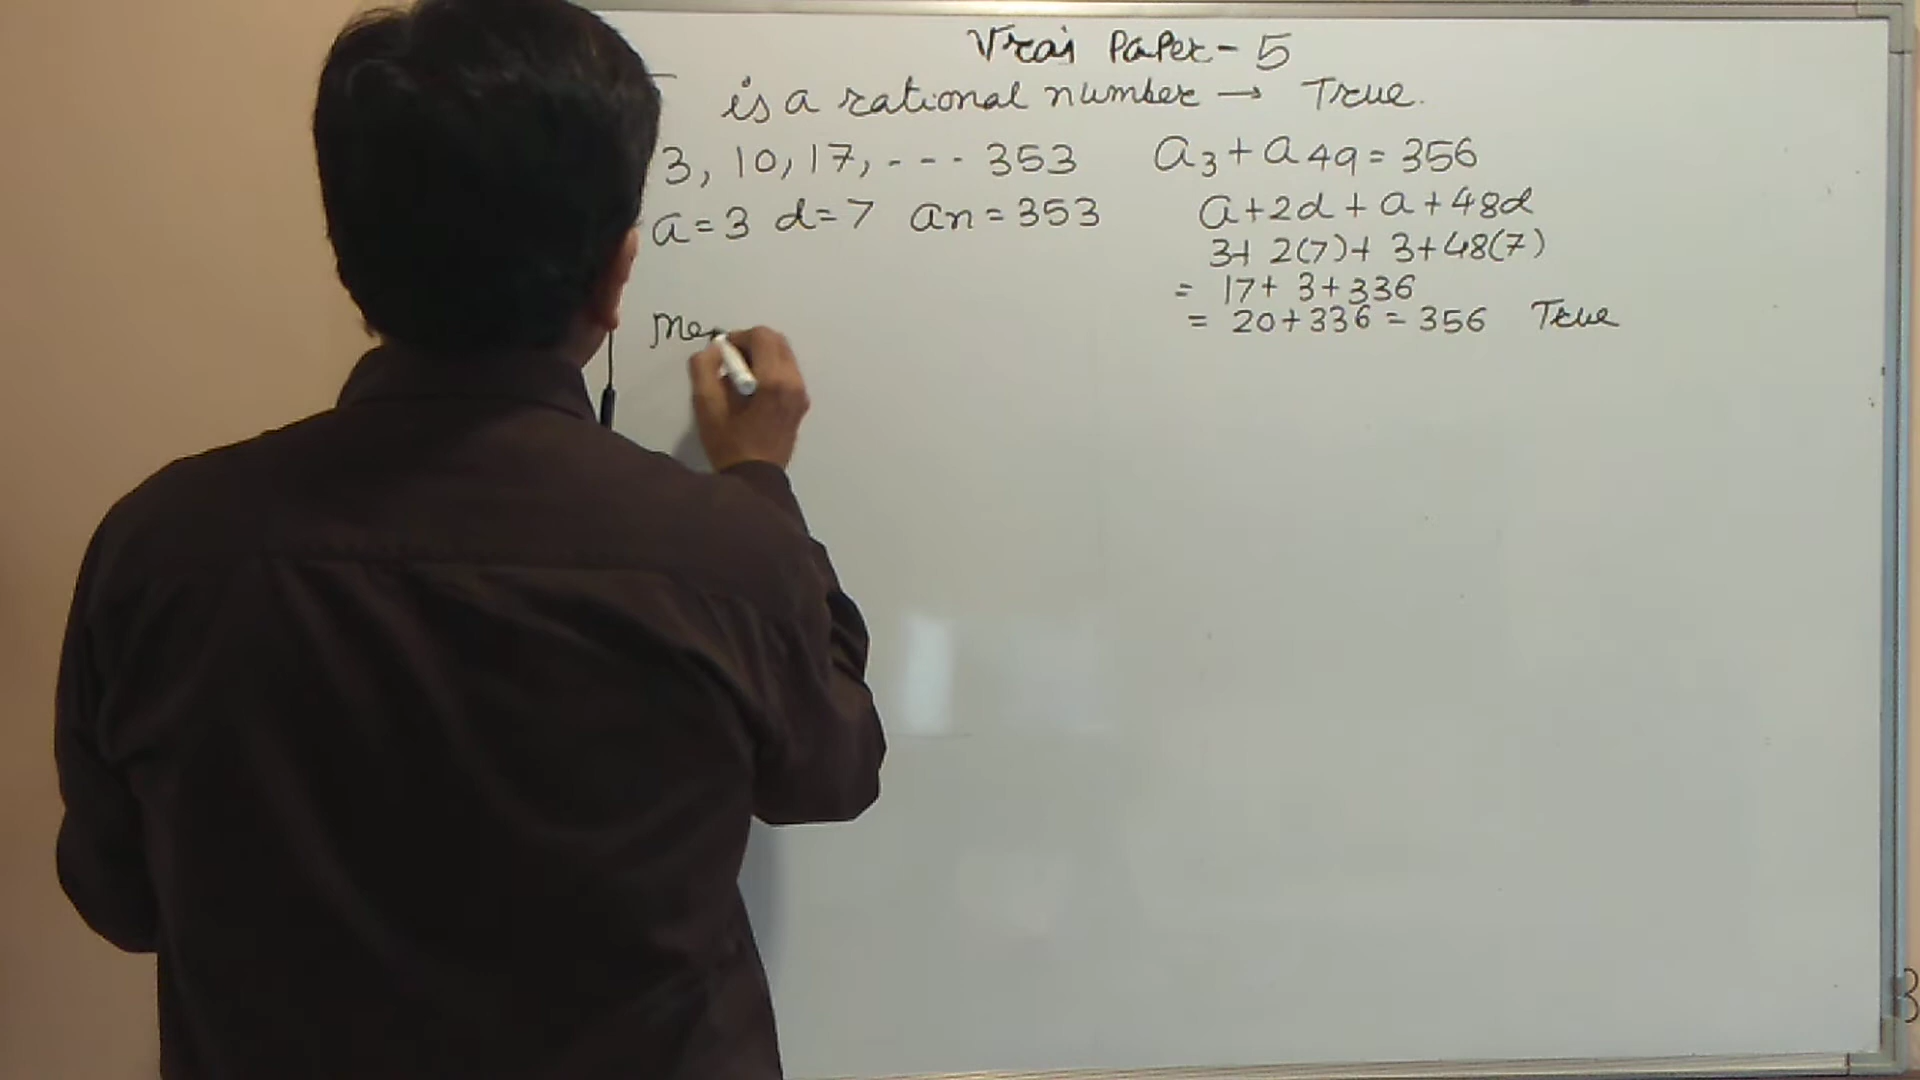 Vrai Paper - 5
is a rational number → True.
3, 10, 17, - - - 353
a = 3 d = 7 an = 353
Me
a3 + a49 = 356
a + 2d + a + 48d
3 + 2(7) + 3 + 48(7)
= 17 + 3 + 336
= 20 + 336 = 356 True